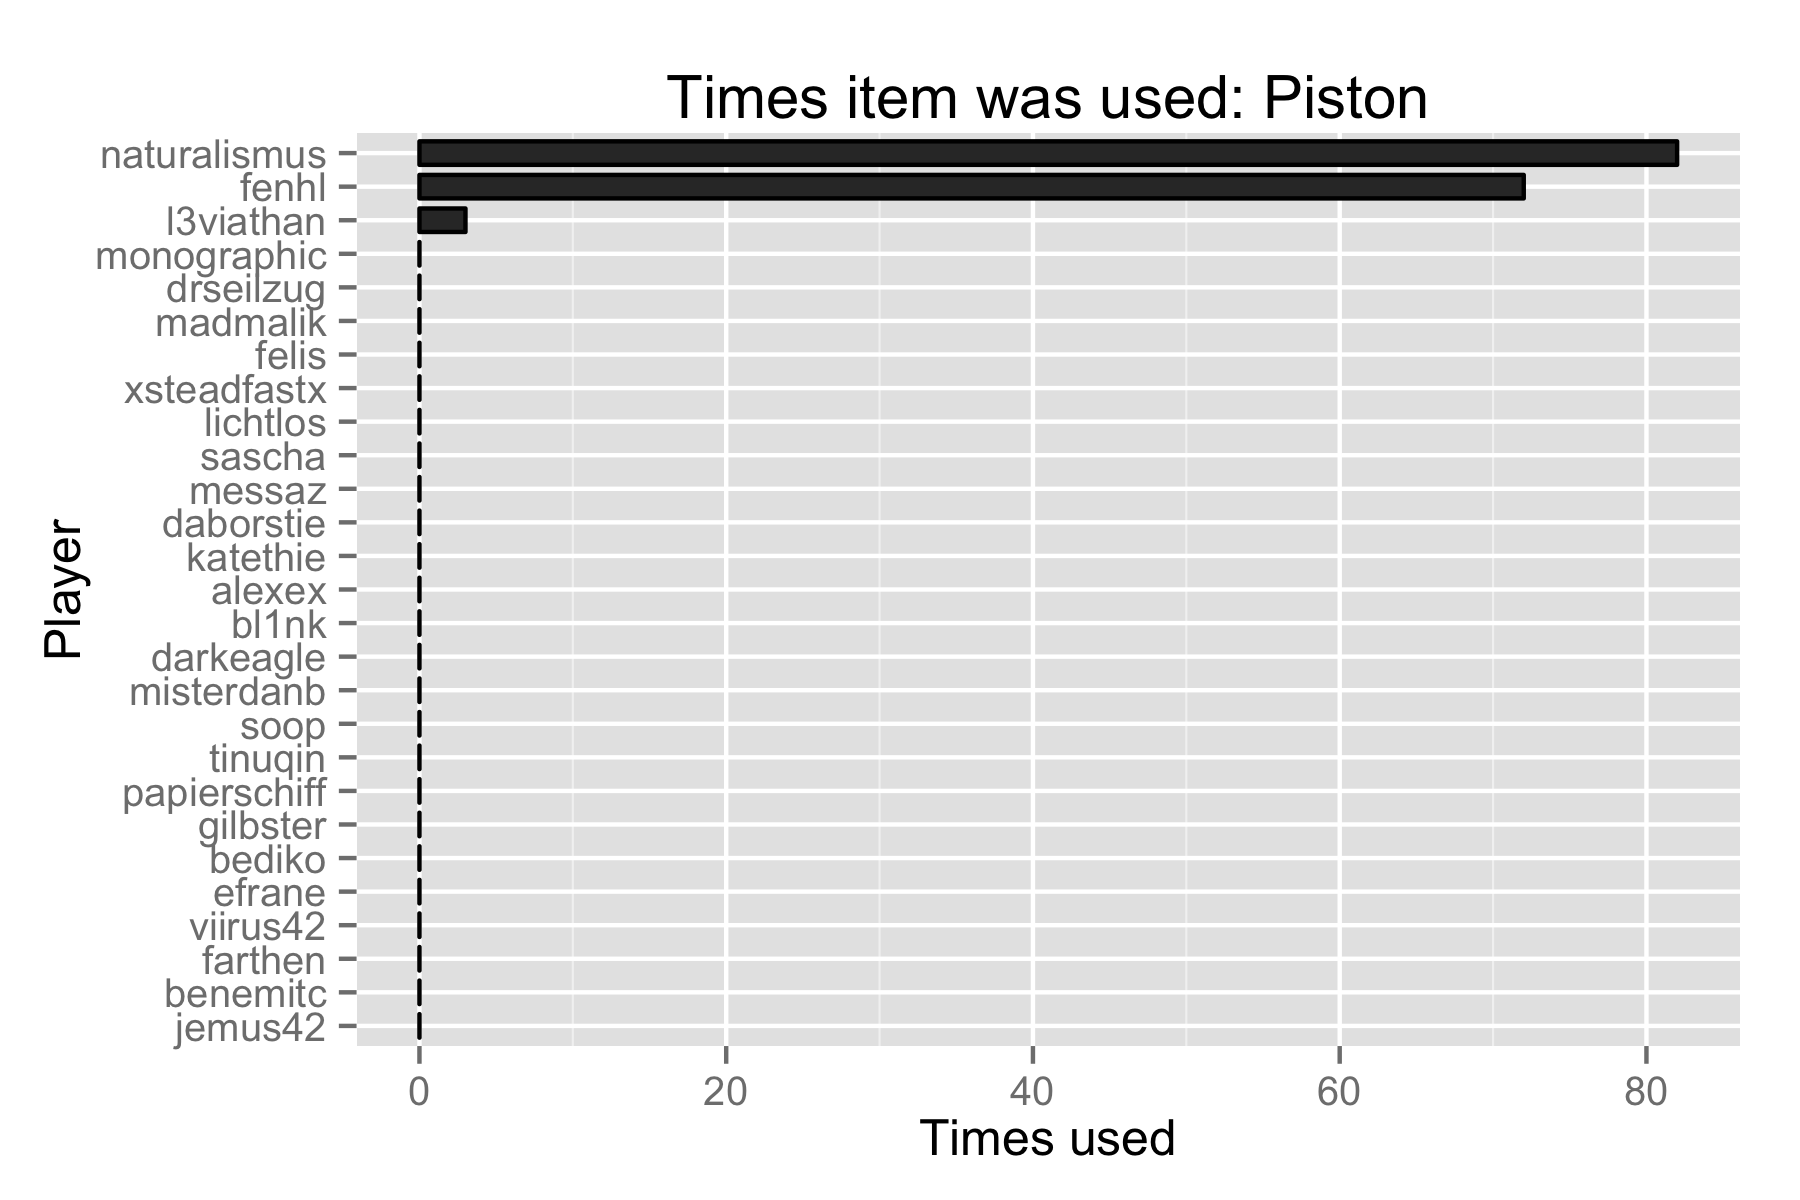 Times item was used: Piston
naturalismus
fenhl
l3viathan
monographic
drseilzug
madmalik
felis
xsteadfastx
lichtlos
sascha
messaz
daborstie
katethie
alexex
bl1nk
darkeagle
misterdanb
soop
tinuqin
papierschiff
gilbster
bediko
efrane
viirus42
farthen
benemitc
jemus42
Player
0 20 40 60 80
Times used